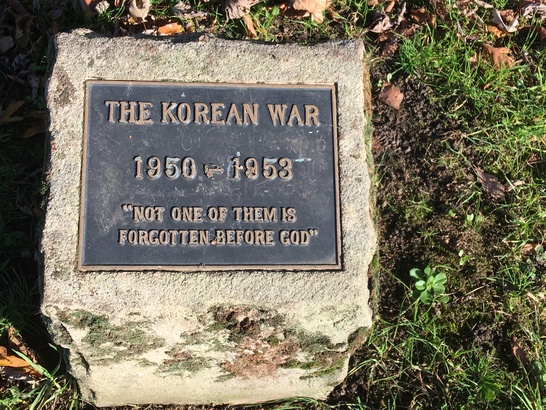 THE KOREAN WAR
1950 - 1953
"NOT ONE OF THEM IS
FORGOTTEN BEFORE GOD"